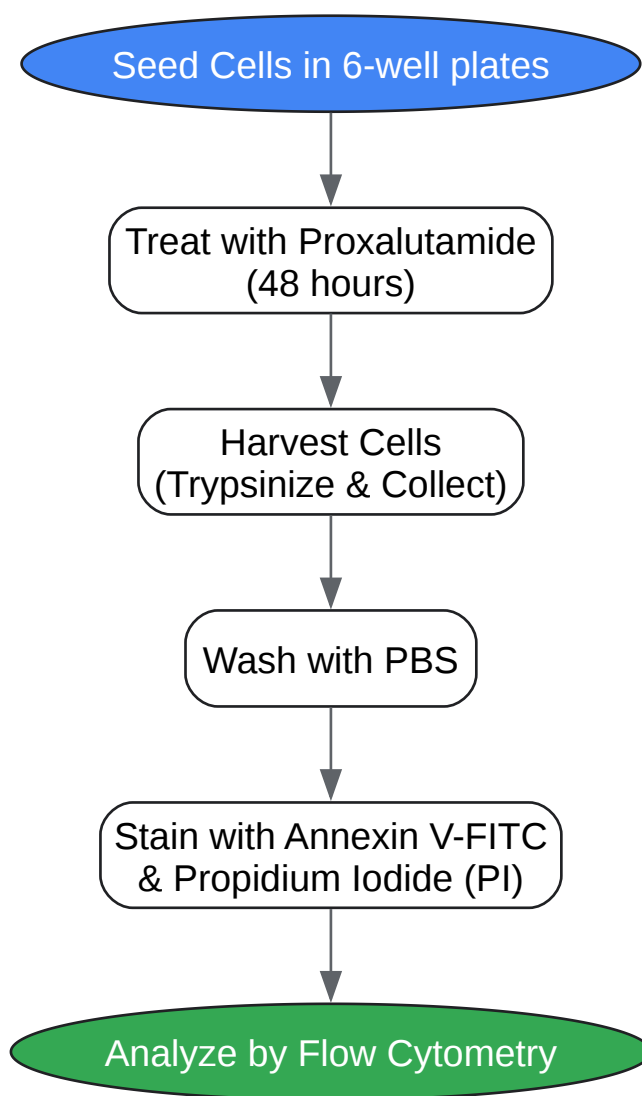 Seed Cells in 6-well plates
Treat with Proxalutamide
(48 hours)
Harvest Cells
(Trypsinize & Collect)
Wash with PBS
Stain with Annexin V-FITC
& Propidium Iodide (PI)
Analyze by Flow Cytometry